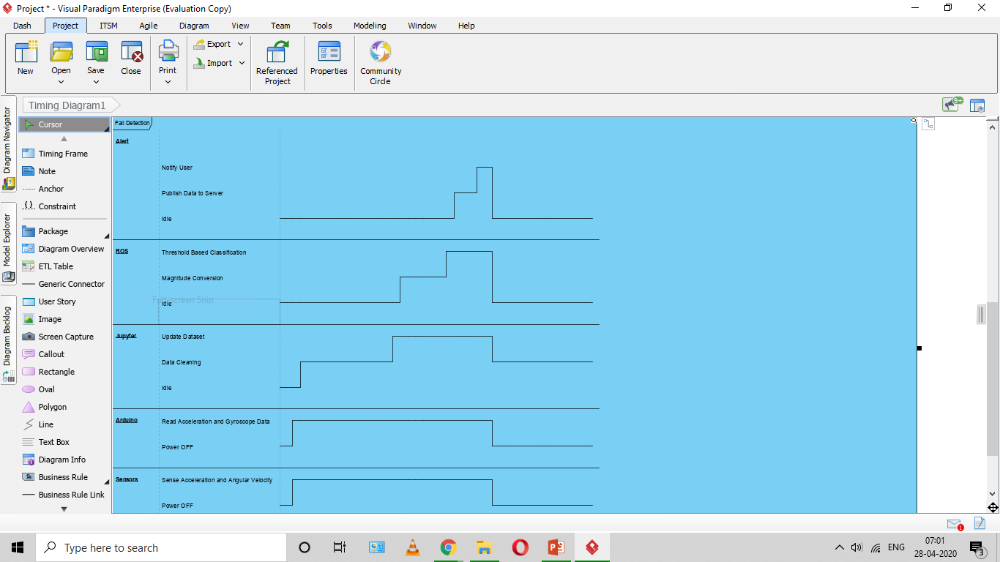 Project * - Visual Paradigm Enterprise (Evaluation Copy)
Dash Project ITSM Agile Diagram View Team Tools Modeling Window Help
New Open Save Close Print Export Import Referenced Project Properties Community Circle
Timing Diagram1
9+
Diagram Navigator
Model Explorer
Diagram Backlog
Cursor
Timing Frame
Note
Anchor
Constraint
Package
Diagram Overview
ETL Table
Generic Connector
User Story
Image
Screen Capture
Callout
Rectangle
Oval
Polygon
Line
Text Box
Diagram Info
Business Rule
Business Rule Link
Fall Detection
Alert
Notify User
Publish Data to Server
Idle
ROS
Threshold Based Classification
Magnitude Conversion
Full-screen Snip
Idle
Jupyter
Update Dataset
Data Cleaning
Idle
Arduino
Read Acceleration and Gyroscope Data
Power OFF
Sensors
Sense Acceleration and Angular Velocity
Power OFF
1
Type here to search
ENG
07:01
28-04-2020
3